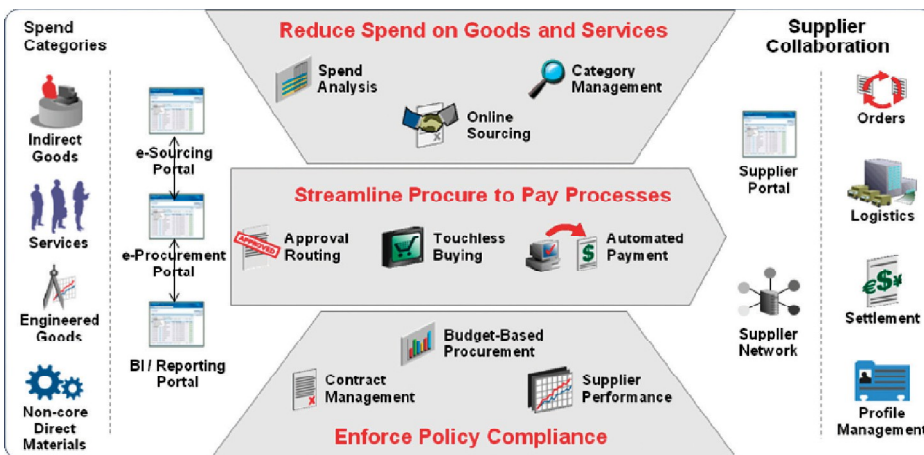 Spend
Categories
Indirect
Goods
Services
Engineered
Goods
Non-core
Direct
Materials
e-Sourcing
Portal
e-Procurement
Portal
BI / Reporting
Portal
Reduce Spend on Goods and Services
Spend
Analysis
Online
Sourcing
Category
Management
Streamline Procure to Pay Processes
APPROVED
Approval
Routing
Touchless
Buying
$
Automated
Payment
Budget-Based
Procurement
Contract
Management
Supplier
Performance
Enforce Policy Compliance
Supplier
Collaboration
Supplier
Portal
Supplier
Network
Orders
Logistics
€$¥
Settlement
Profile
Management